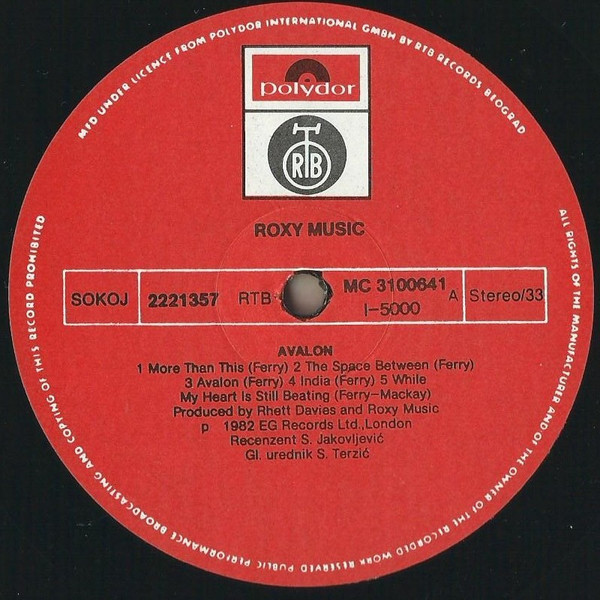 MFD UNDER LICENCE FROM POLYDOR INTERNATIONAL GMBH BY RTB RECORDS BEOGRAD
polydor
RTB
ROXY MUSIC
SOKOJ 2221357 RTB MC 3100641 A Stereo/33
I-5000
AVALON
1 More Than This (Ferry) 2 The Space Between (Ferry)
3 Avalon (Ferry) 4 India (Ferry) 5 While
My Heart Is Still Beating (Ferry-Mackay)
Produced by Rhett Davies and Roxy Music
p 1982 EG Records Ltd.,London
Recenzent S. Jakovljević
Gl. urednik S. Terzić
ALL RIGHTS OF THE MANUFACTURER AND OF THE OWNER OF THE RECORDED WORK RESERVED PUBLIC PERFORMANCE BROADCASTING AND COPYING OF THIS RECORD PROHIBITED